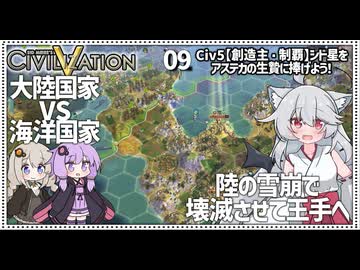 SID MEIER'S
CIVILIZATION
V
09
Civ5【創造主・制覇】シド星を
アステカの生贄に捧げよう!
大陸国家
VS
海洋国家
陸の雪崩で
壊滅させて王手へ